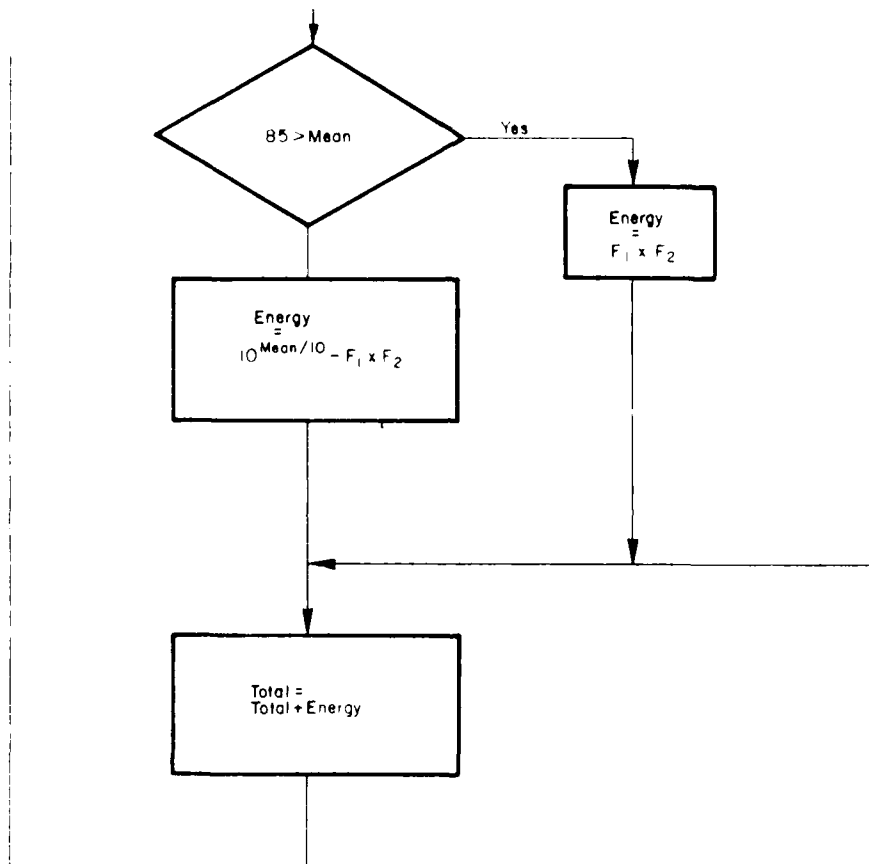 85 > Mean
Yes
Energy
=
F₁ x F₂
Energy
=
10^Mean/10 - F₁ x F₂
Total =
Total + Energy